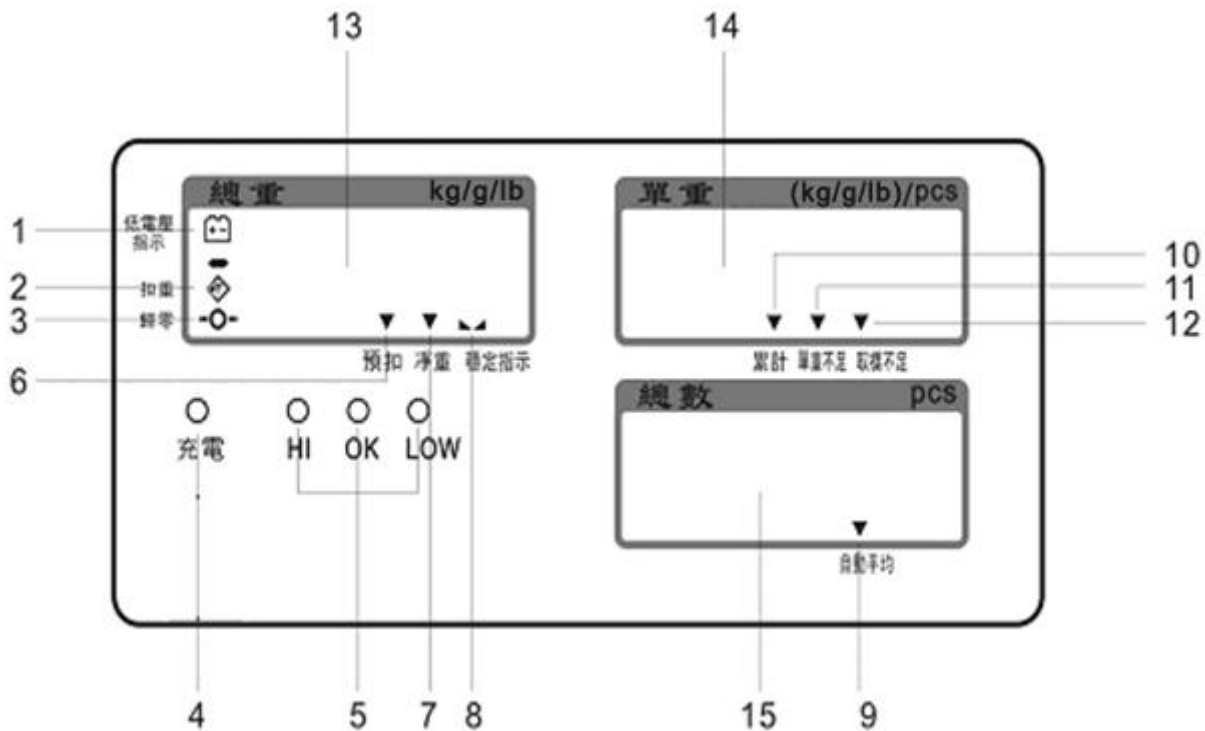 13 14
總重 kg/g/lb
單重 (kg/g/lb)/pcs
1 低電壓
指示
2 扣重
3 歸零
10
11
12
6 預扣 凈重 穩定指示
累計 單重不足 取樣不足
總數 pcs
充電 HI OK LOW
自動平均
4 5 7 8 15 9